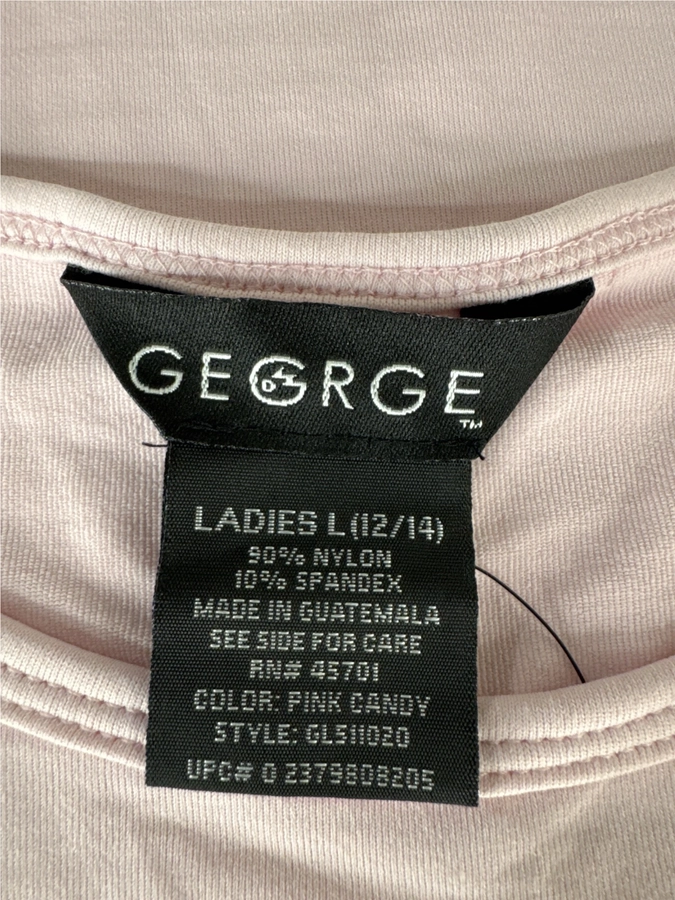 GEORGE
TM
LADIES L (12/14)
90% NYLON
10% SPANDEX
MADE IN GUATEMALA
SEE SIDE FOR CARE
RN# 45701
COLOR: PINK CANDY
STYLE: GL511020
UPC# 0 2379808205